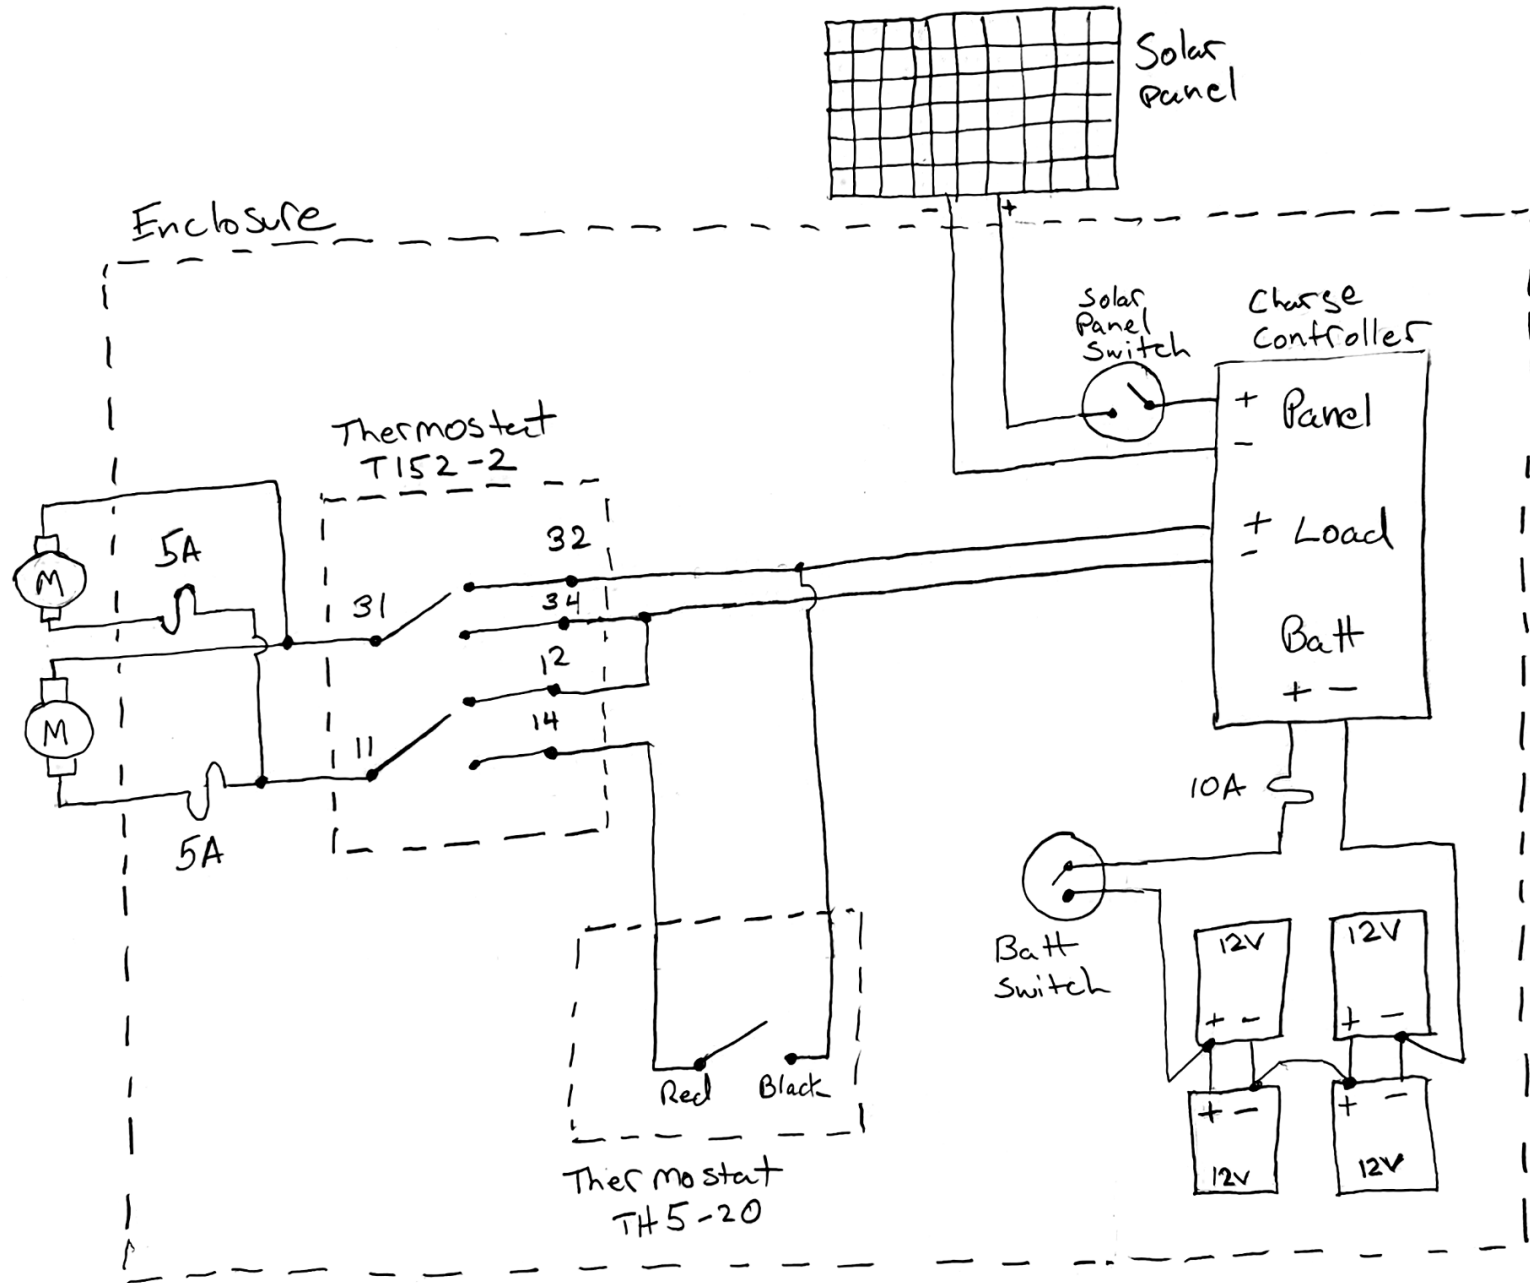 Solar
Panel
- +
Enclosure
Solar
Panel
Switch
Charge
Controller
+ Panel
-
Thermostat
T152-2
+ Load
-
32
5A
M
31
34
Batt
+ -
12
M
14
11
10A
5A
Batt
Switch
12V
12V
+ -
+ -
Red
Black
+ -
+ -
12V
12V
Thermostat
TH5-20